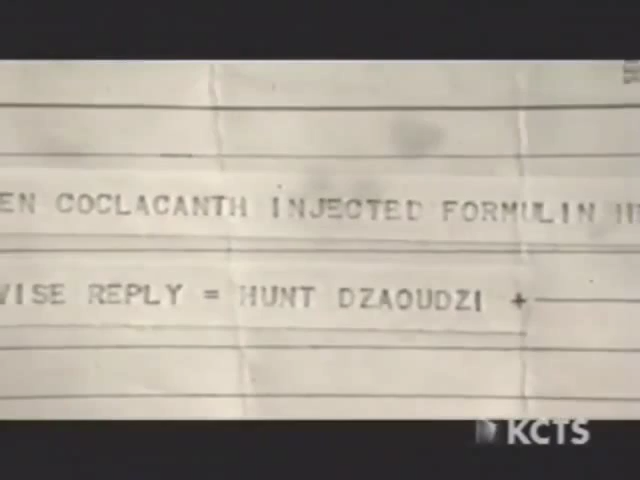 EN COCLACANTH INJECTED FORMULIN
VISE REPLY = HUNT DZAOUDZI +
KCTS